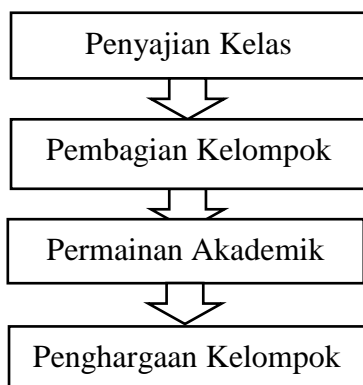 Penyajian Kelas
Pembagian Kelompok
Permainan Akademik
Penghargaan Kelompok